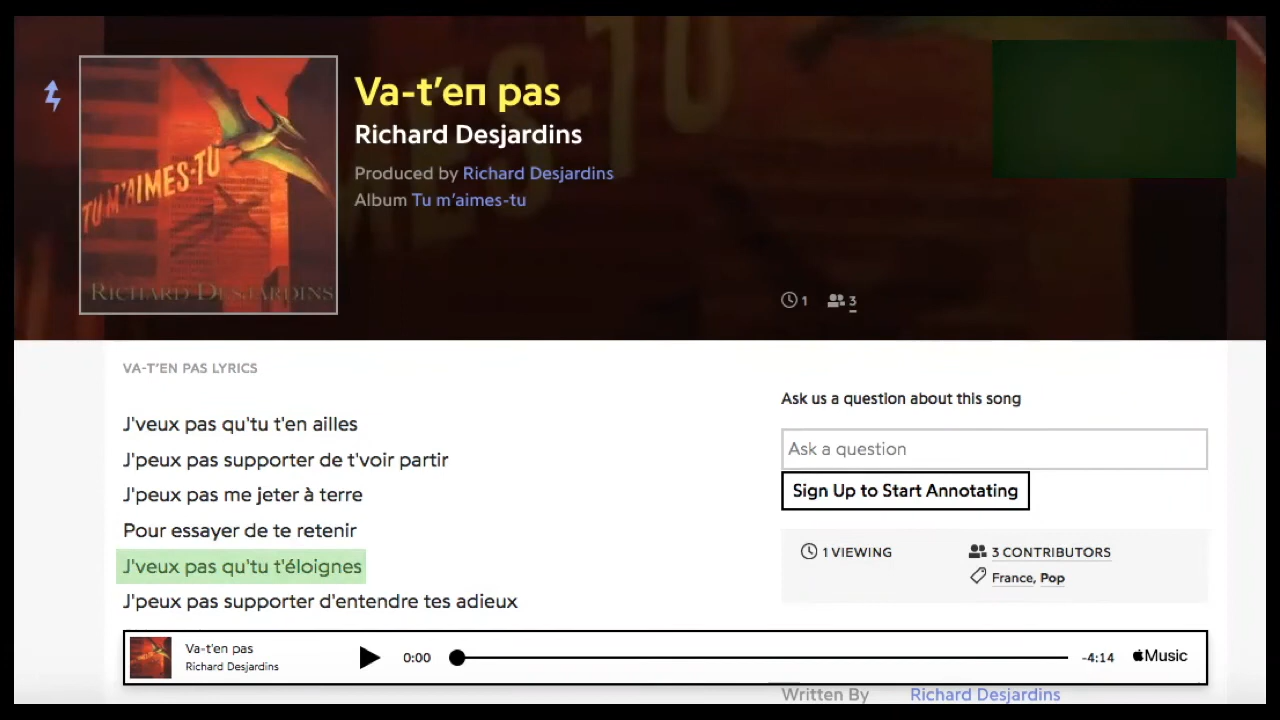 Va-t’en pas
Richard Desjardins
Produced by Richard Desjardins
Album Tu m’aimes-tu
TU M'AIMES-TU
RICHARD DESJARDINS
1 3
VA-T’EN PAS LYRICS
J'veux pas qu'tu t'en ailles
J'peux pas supporter de t'voir partir
J'peux pas me jeter à terre
Pour essayer de te retenir
J'veux pas qu'tu t'éloignes
J'peux pas supporter d'entendre tes adieux
Ask us a question about this song
Ask a question
Sign Up to Start Annotating
1 VIEWING
3 CONTRIBUTORS
France, Pop
Va-t'en pas
Richard Desjardins
0:00
-4:14
Music
Written By Richard Desjardins